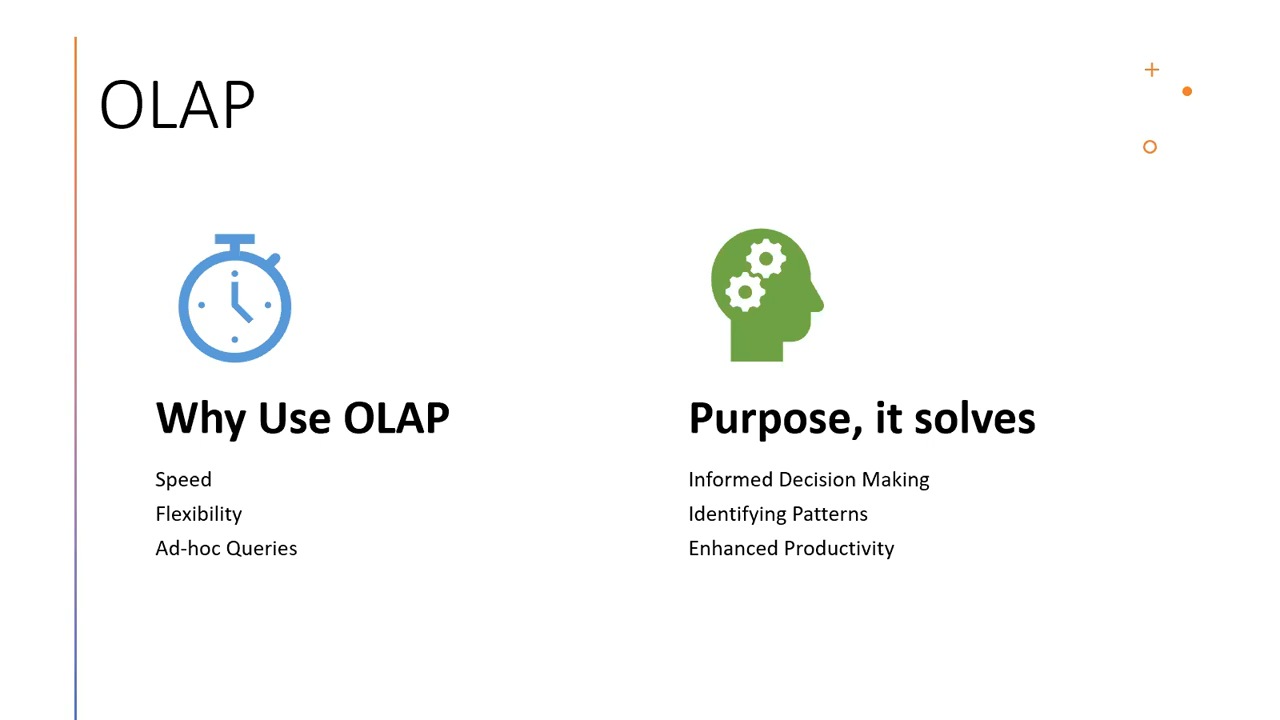 OLAP
Why Use OLAP
Speed
Flexibility
Ad-hoc Queries
Purpose, it solves
Informed Decision Making
Identifying Patterns
Enhanced Productivity